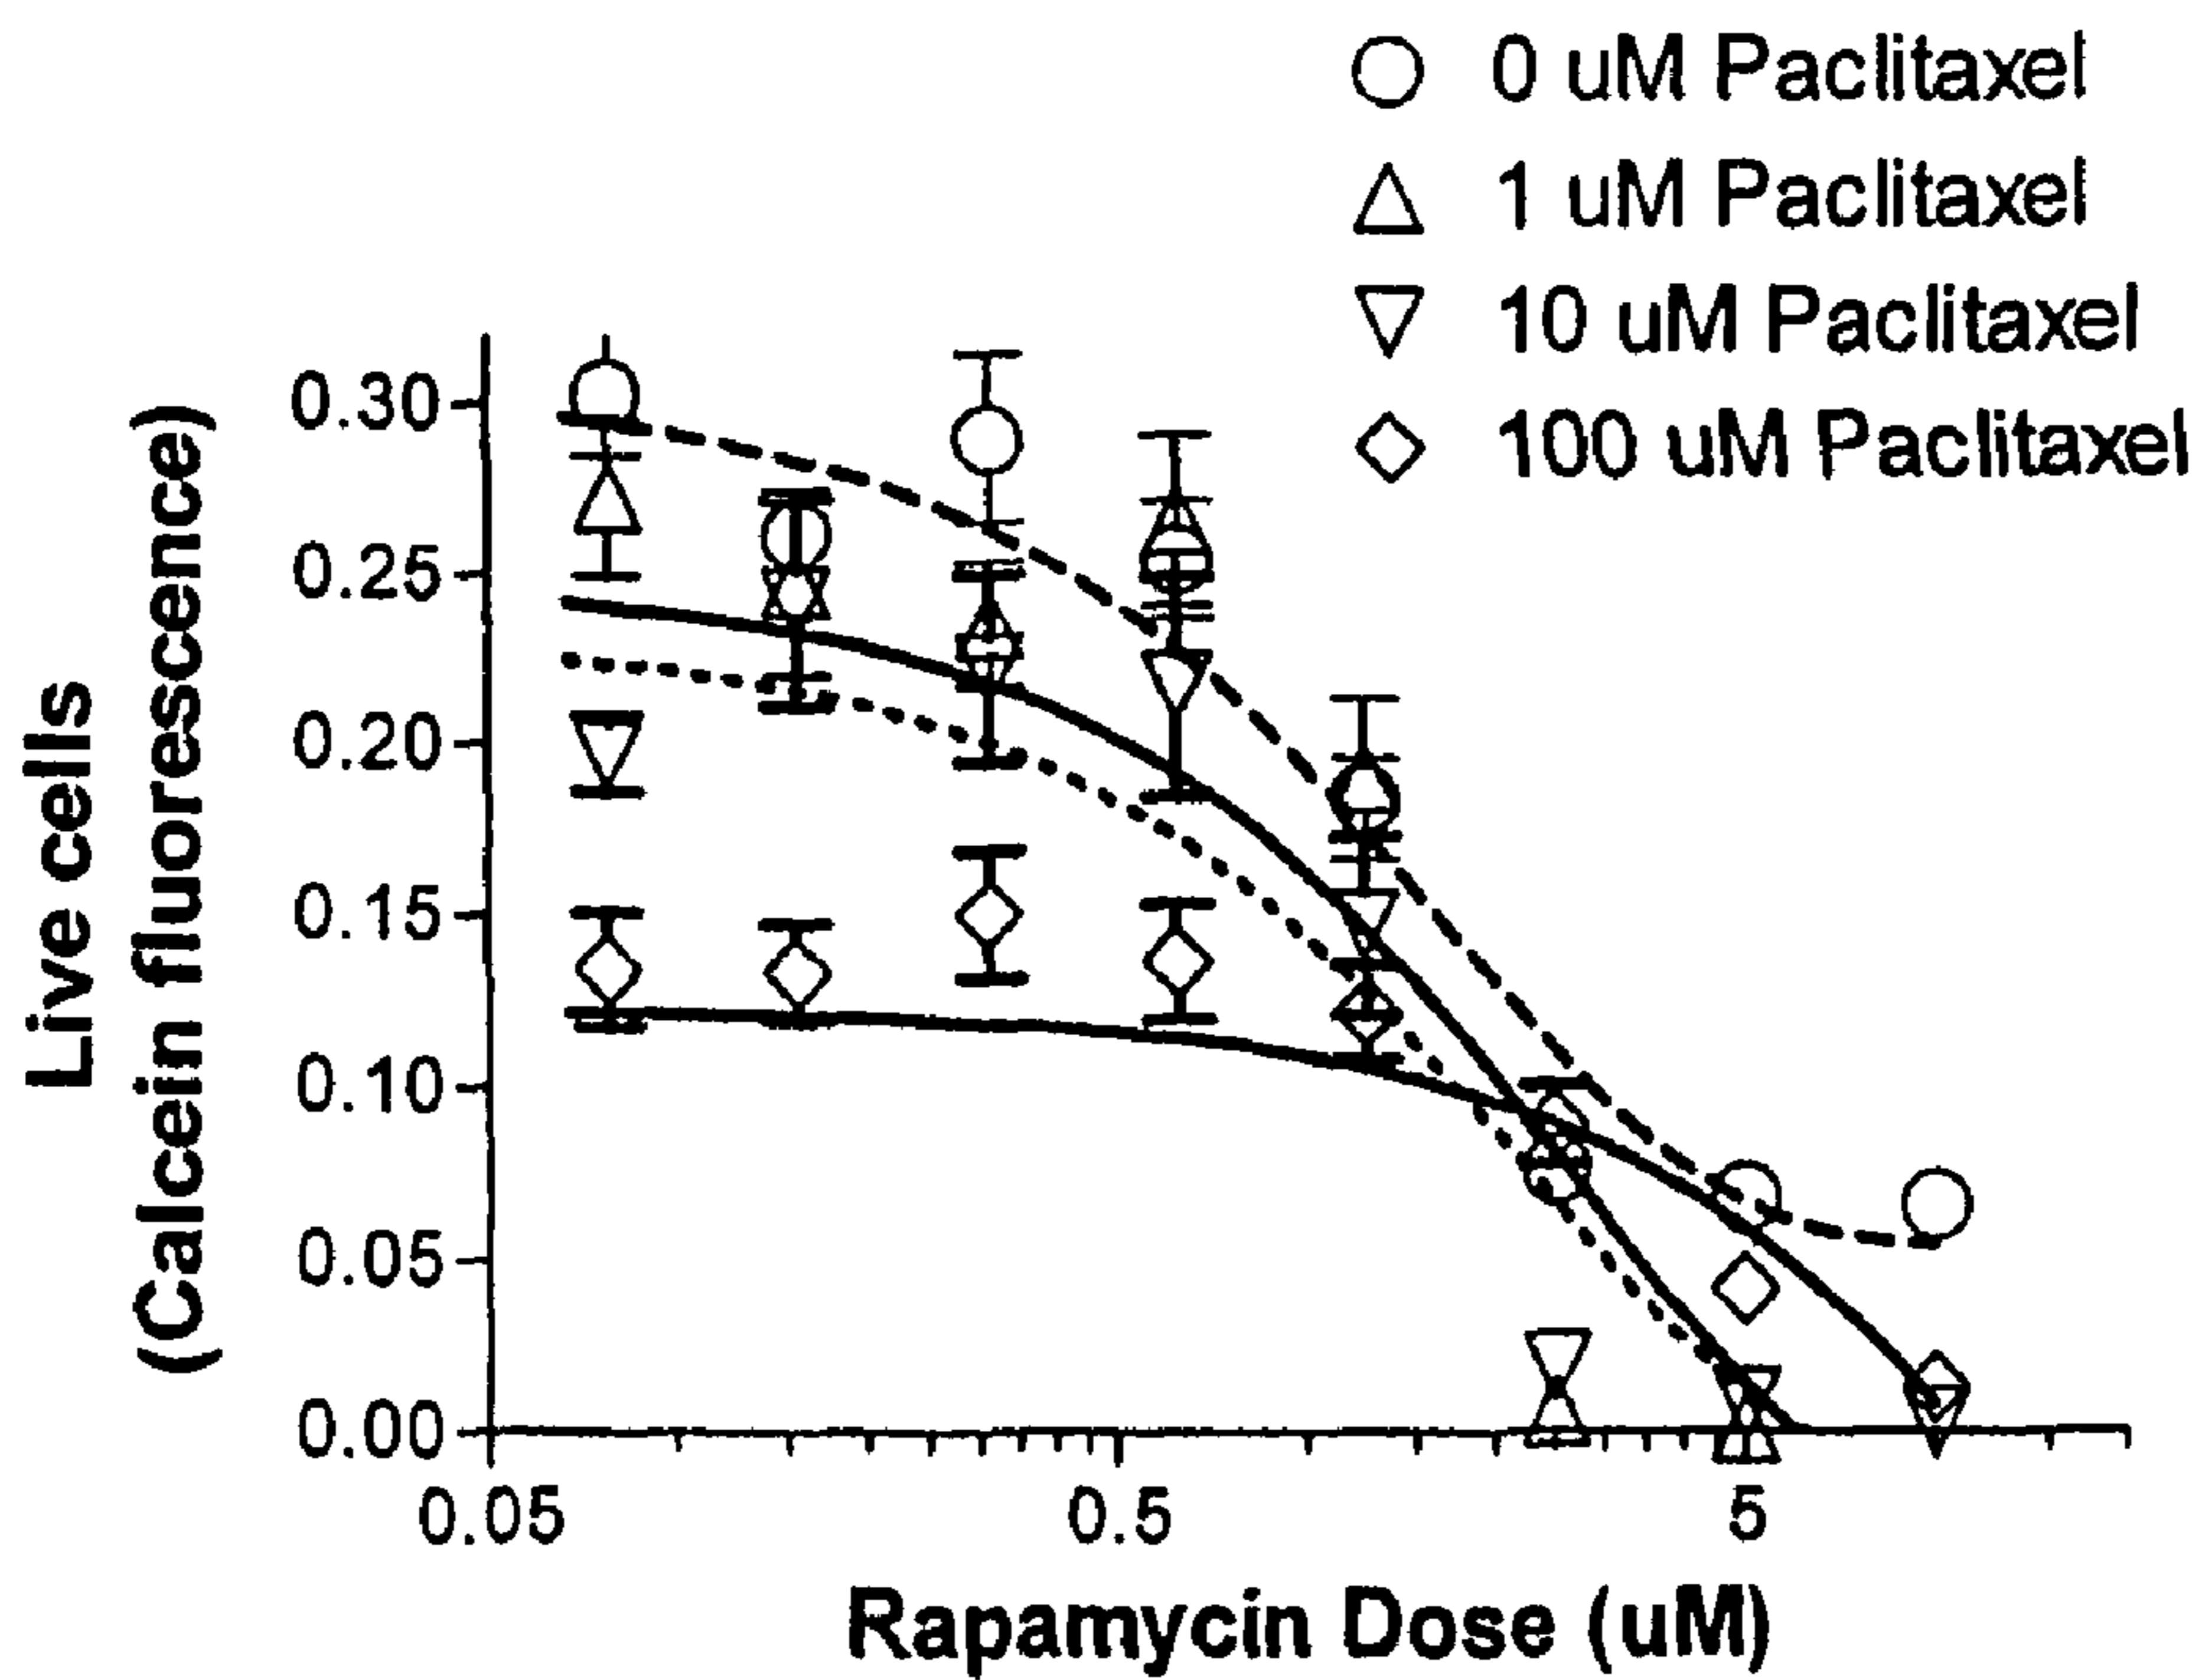 0 uM Paclitaxel
1 uM Paclitaxel
10 uM Paclitaxel
100 uM Paclitaxel
Live cells
(Calcein fluorescence)
0.30
0.25
0.20
0.15
0.10
0.05
0.00
0.05 0.5 5
Rapamycin Dose (uM)